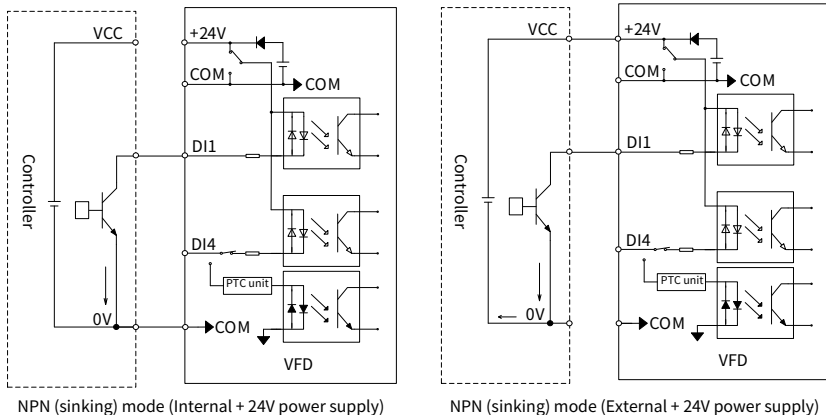 VCC
+24V
COM
COM
DI1
Controller
DI4
PTC unit
0V
COM
VFD
NPN (sinking) mode (Internal + 24V power supply)
VCC
+24V
COM
COM
DI1
Controller
DI4
PTC unit
0V
COM
VFD
NPN (sinking) mode (External + 24V power supply)